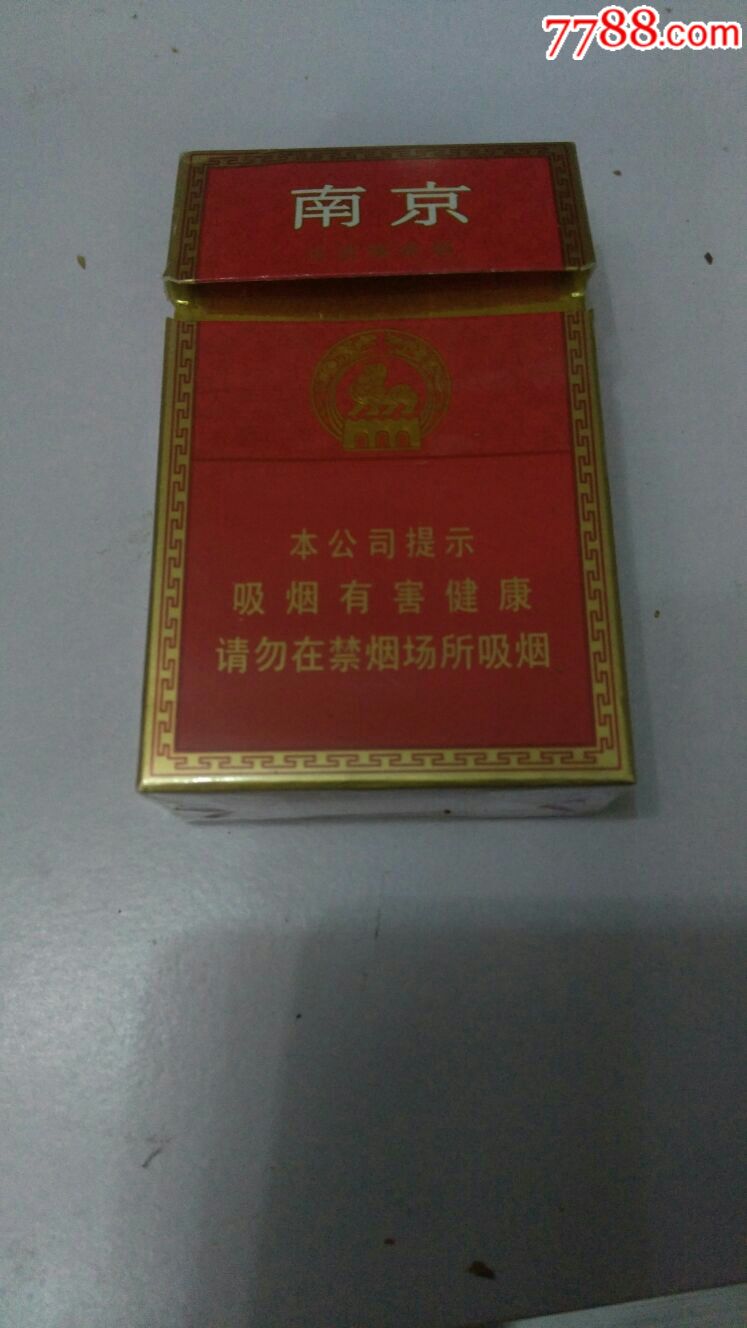 7788.com
南京
本公司提示
吸烟有害健康
请勿在禁烟场所吸烟